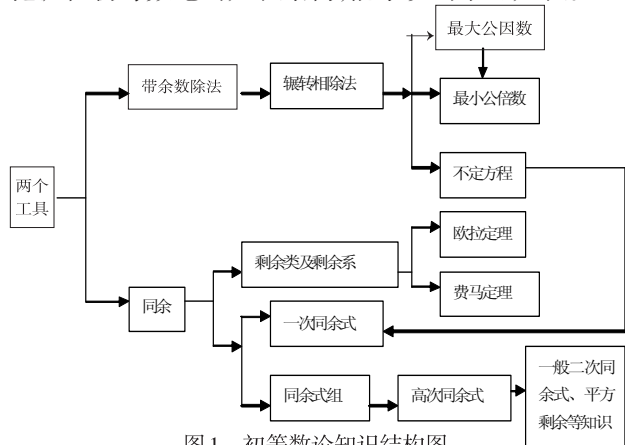 最大公因数
带余数除法
辗转相除法
最小公倍数
两个
工具
不定方程
欧拉定理
剩余类及剩余系
费马定理
同余
一次同余式
一般二次同
余式、平方
剩余等知识
同余式组
高次同余式
图1 初等数论知识结构图